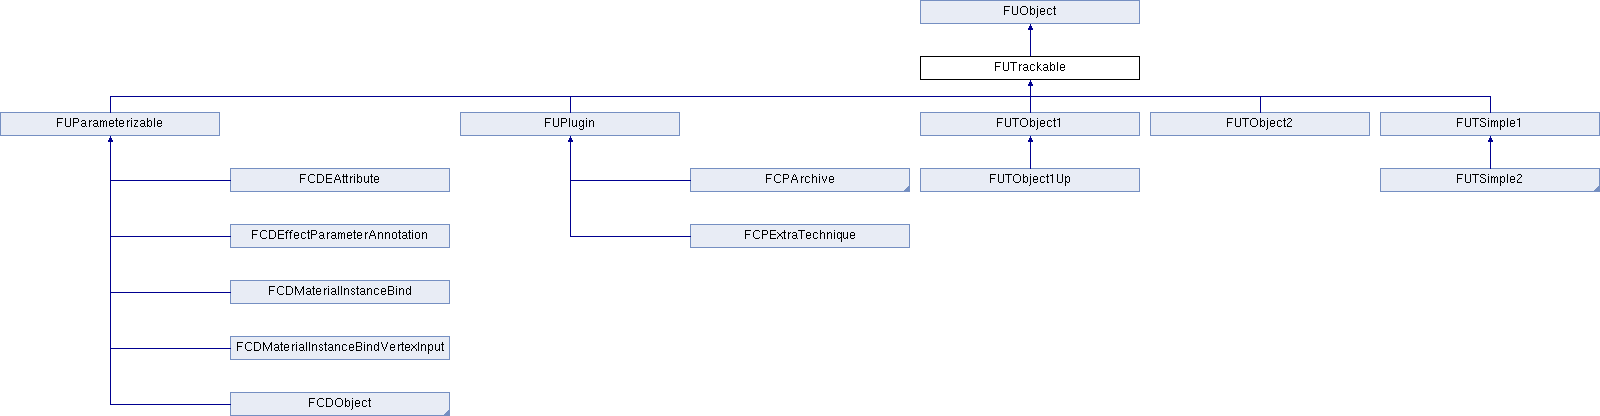 FUObject
FUTrackable
FUParameterizable
FUPlugin
FUTObject1
FUTObject2
FUTSimple1
FCDEAttribute
FCPArchive
FUTObject1Up
FUTSimple2
FCDEffectParameterAnnotation
FCPExtraTechnique
FCDMaterialInstanceBind
FCDMaterialInstanceBindVertexInput
FCDObject